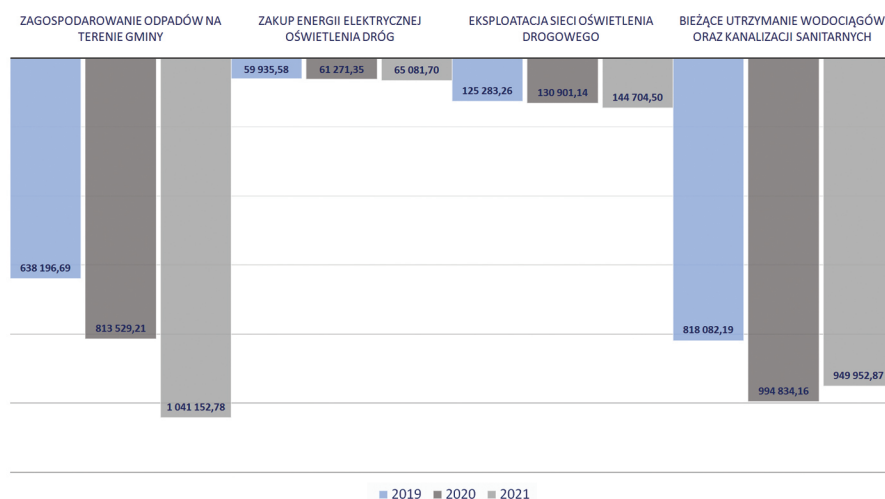 ZAGOSPODAROWANIE ODPADÓW NA
TERENIE GMINY
ZAKUP ENERGII ELEKTRYCZNEJ
OŚWIETLENIA DRÓG
EKSPLOATACJA SIECI OŚWIETLENIA
DROGOWEGO
BIEŻĄCE UTRZYMANIE WODOCIĄGÓW
ORAZ KANALIZACJI SANITARNYCH
638 196,69
813 529,21
1 041 152,78
59 935,58
61 271,35
65 081,70
125 283,26
130 901,14
144 704,50
818 082,19
994 834,16
949 952,87
2019 2020 2021